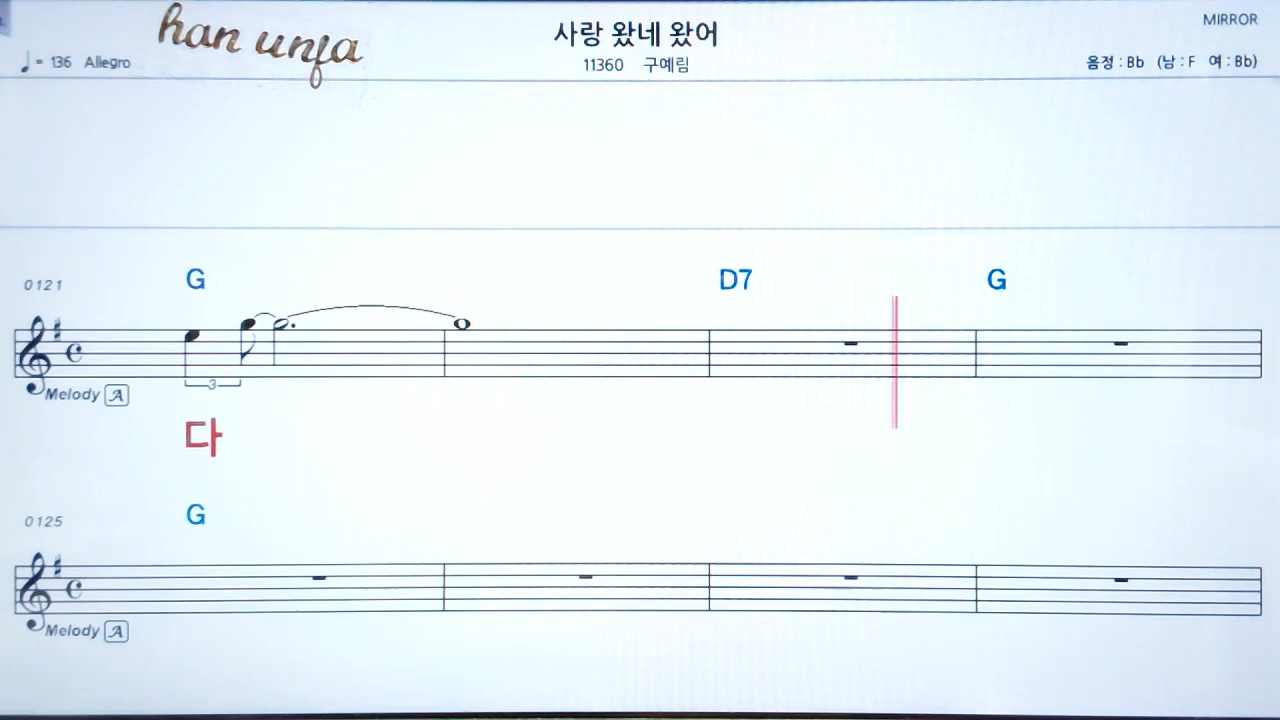 han unfa
사랑 왔네 왔어
MIRROR
♩ = 136 Allegro
11360 구예림
음정 : Bb (남 : F 여 : Bb)
0121
G D7 G
3
Melody A
다
0125
G
Melody A